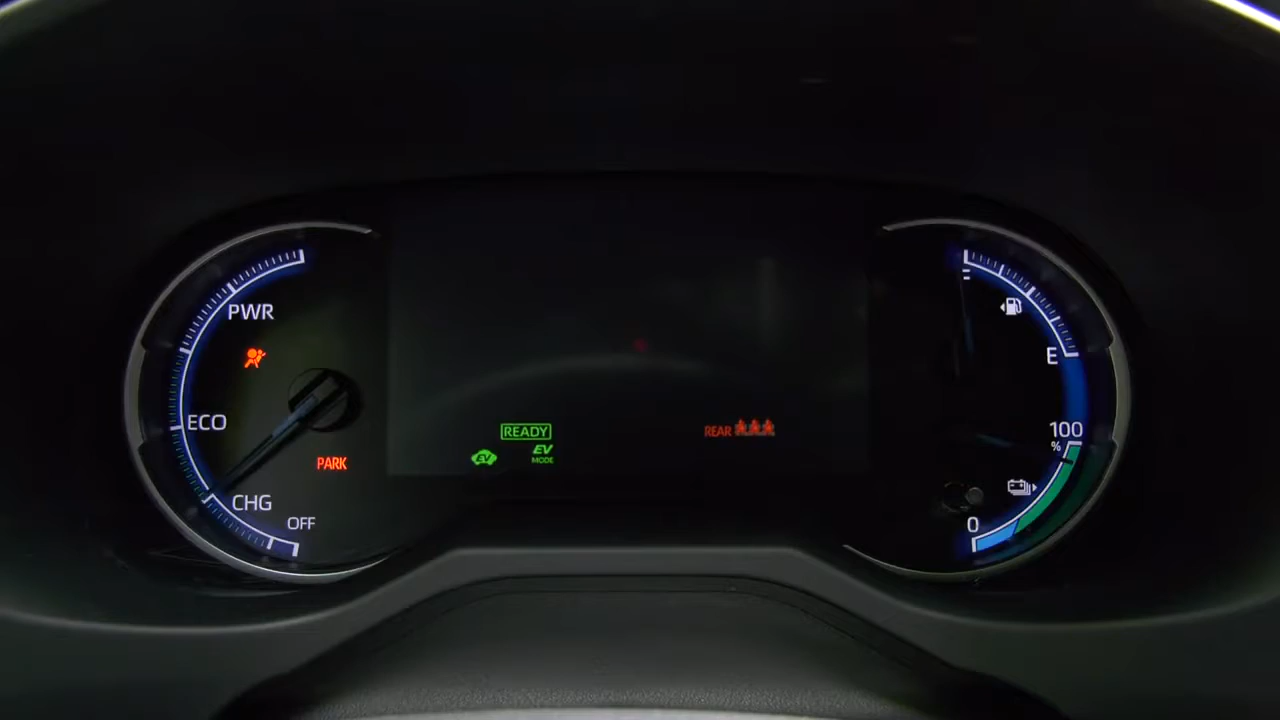 PWR
ECO
CHG
OFF
PARK
READY
EV
EV
MODE
REAR
E
100
%
0